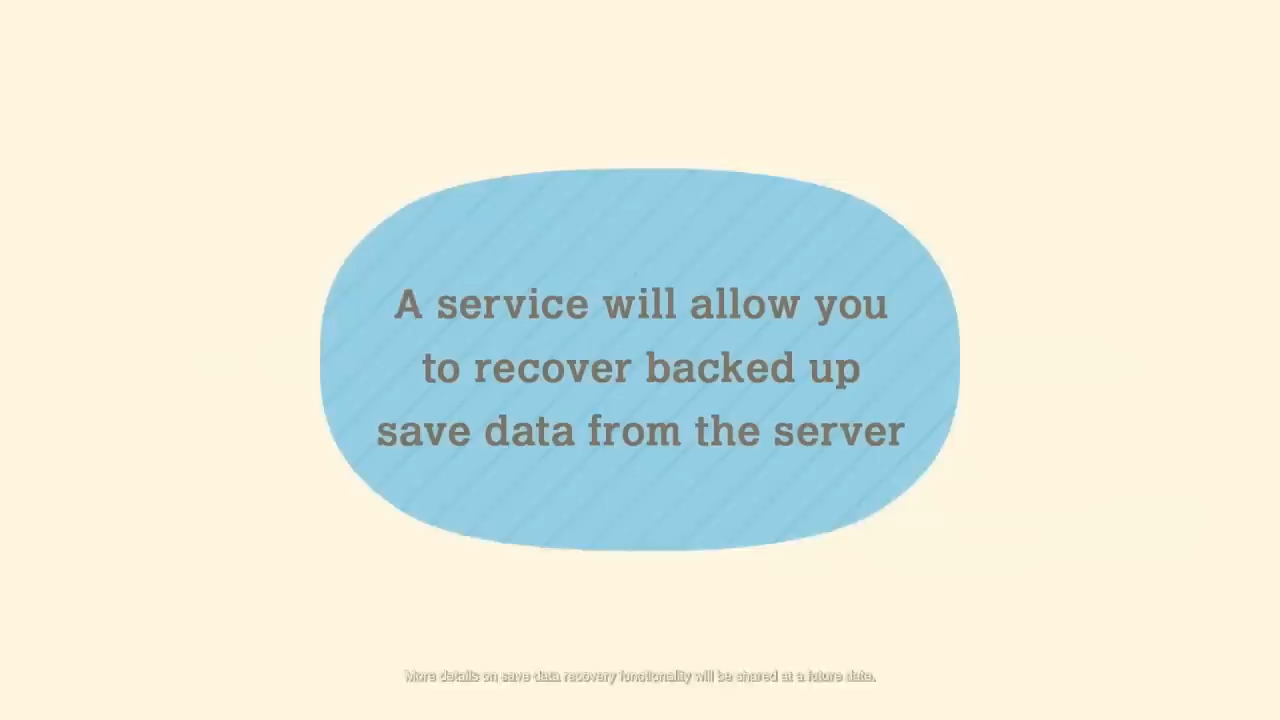 A service will allow you
to recover backed up
save data from the server
More details on save data recovery functionality will be shared at a future date.